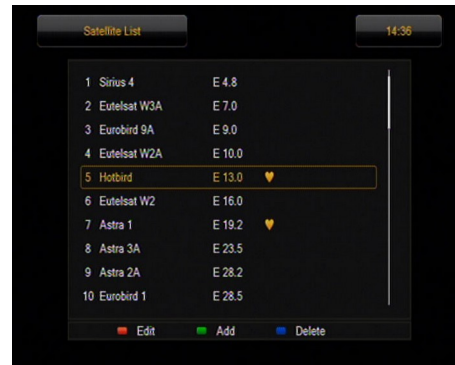 Satellite List 14:36
1 Sirius 4 E 4.8
2 Eutelsat W3A E 7.0
3 Eurobird 9A E 9.0
4 Eutelsat W2A E 10.0
5 Hotbird E 13.0
6 Eutelsat W2 E 16.0
7 Astra 1 E 19.2
8 Astra 3A E 23.5
9 Astra 2A E 28.2
10 Eurobird 1 E 28.5
Edit Add Delete